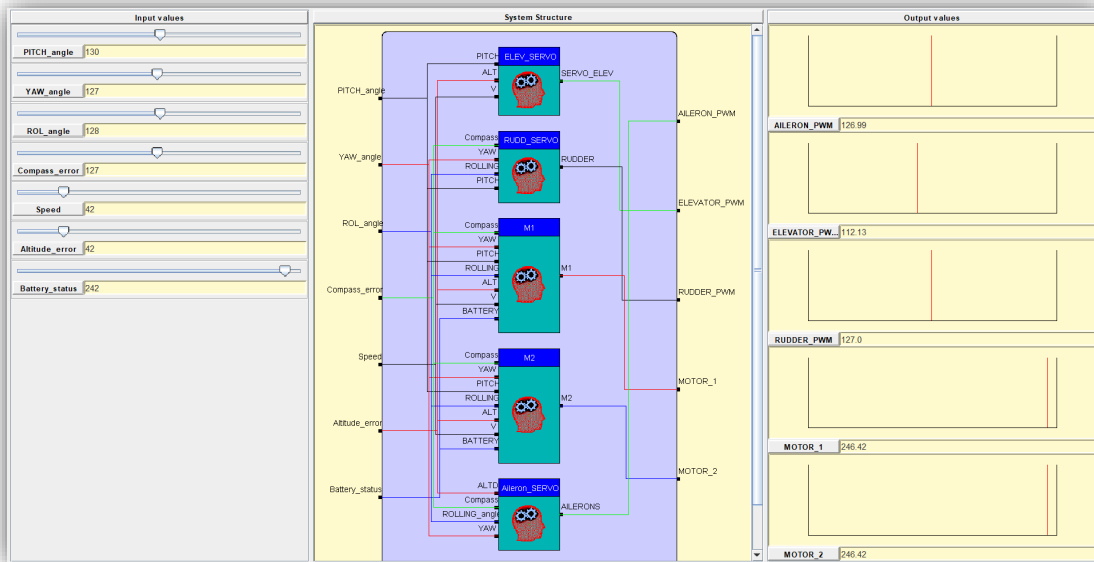 Input values
PITCH_angle 130
YAW_angle 127
ROL_angle 128
Compass_error 127
Speed 42
Altitude_error 42
Battery_status 242
System Structure
PITCH_angle
YAW_angle
ROL_angle
Compass_error
Speed
Altitude_error
Battery_status
ELEV_SERVO
PITCH
ALT
V
SERVO_ELEV
RUDD_SERVO
Compass
YAW
ROLLING
PITCH
RUDDER
M1
Compass
YAW
PITCH
ROLLING
ALT
V
BATTERY
M1
M2
Compass
YAW
PITCH
ROLLING
ALT
V
BATTERY
M2
Aileron_SERVO
ALTD
Compass
ROLLING_angle
YAW
AILERONS
AILERON_PWM
ELEVATOR_PWM
RUDDER_PWM
MOTOR_1
MOTOR_2
Output values
AILERON_PWM 126.99
ELEVATOR_PW... 112.13
RUDDER_PWM 127.0
MOTOR_1 246.42
MOTOR_2 246.42